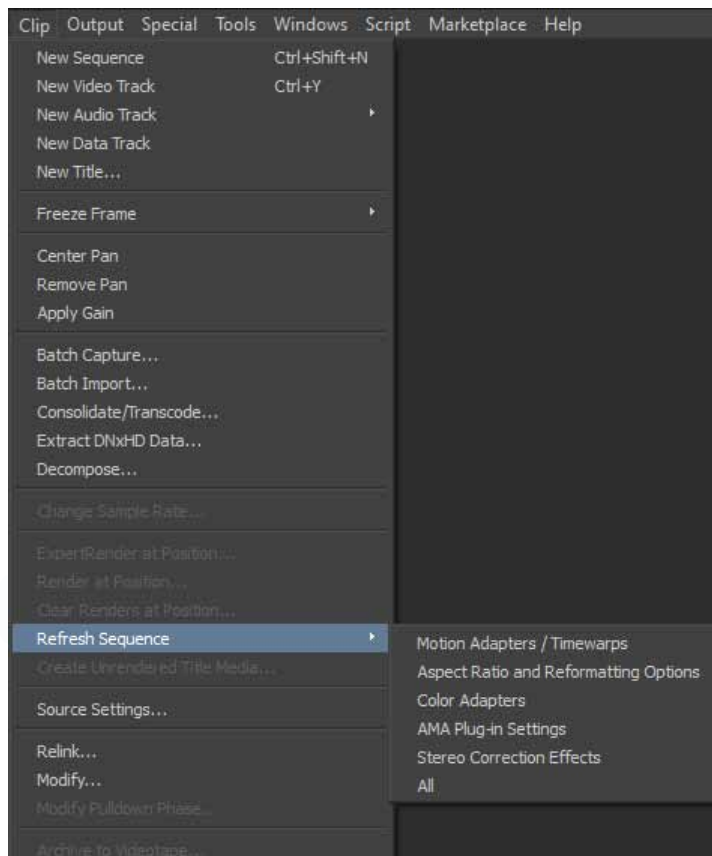 Clip Output Special Tools Windows Script Marketplace Help
New Sequence Ctrl+Shift+N
New Video Track Ctrl+Y
New Audio Track
New Data Track
New Title...
Freeze Frame
Center Pan
Remove Pan
Apply Gain
Batch Capture...
Batch Import...
Consolidate/Transcode...
Extract DNxHD Data...
Decompose...
Change Sample Rate...
ExpertRender at Position...
Render at Position...
Clear Renders at Position...
Refresh Sequence
Motion Adapters / Timewarps
Create Unrendered Title Media...
Aspect Ratio and Reformatting Options
Color Adapters
Source Settings...
AMA Plug-in Settings
Relink...
Stereo Correction Effects
Modify...
All
Modify Pulldown Phase...
Archive to Videotape...